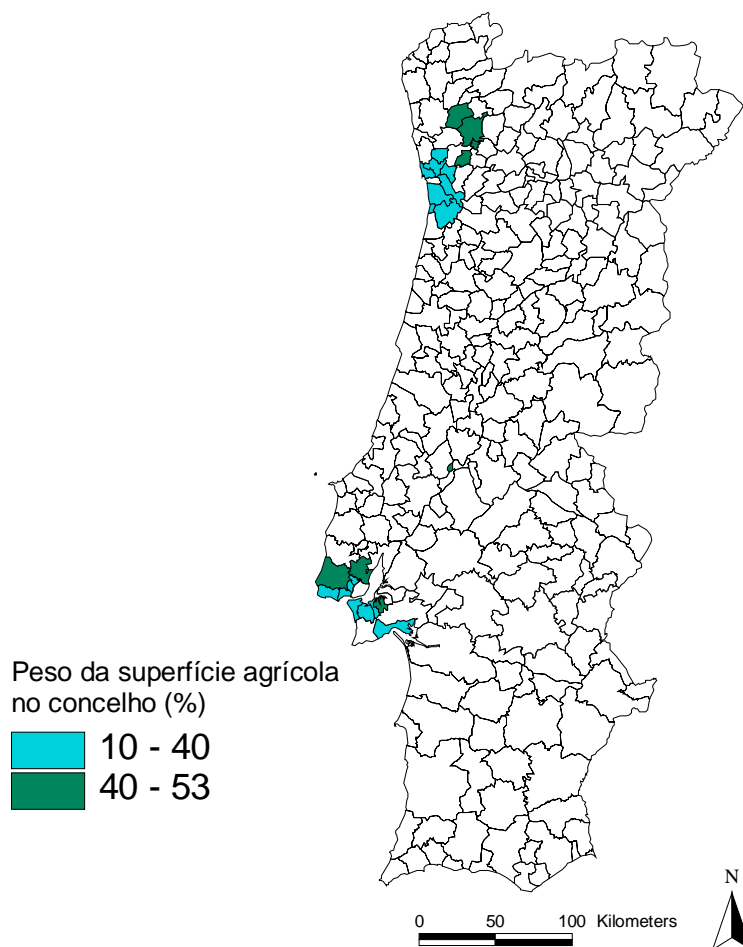 Peso da superfície agrícola
no concelho (%)
10 - 40
40 - 53
N
0 50 100 Kilometers